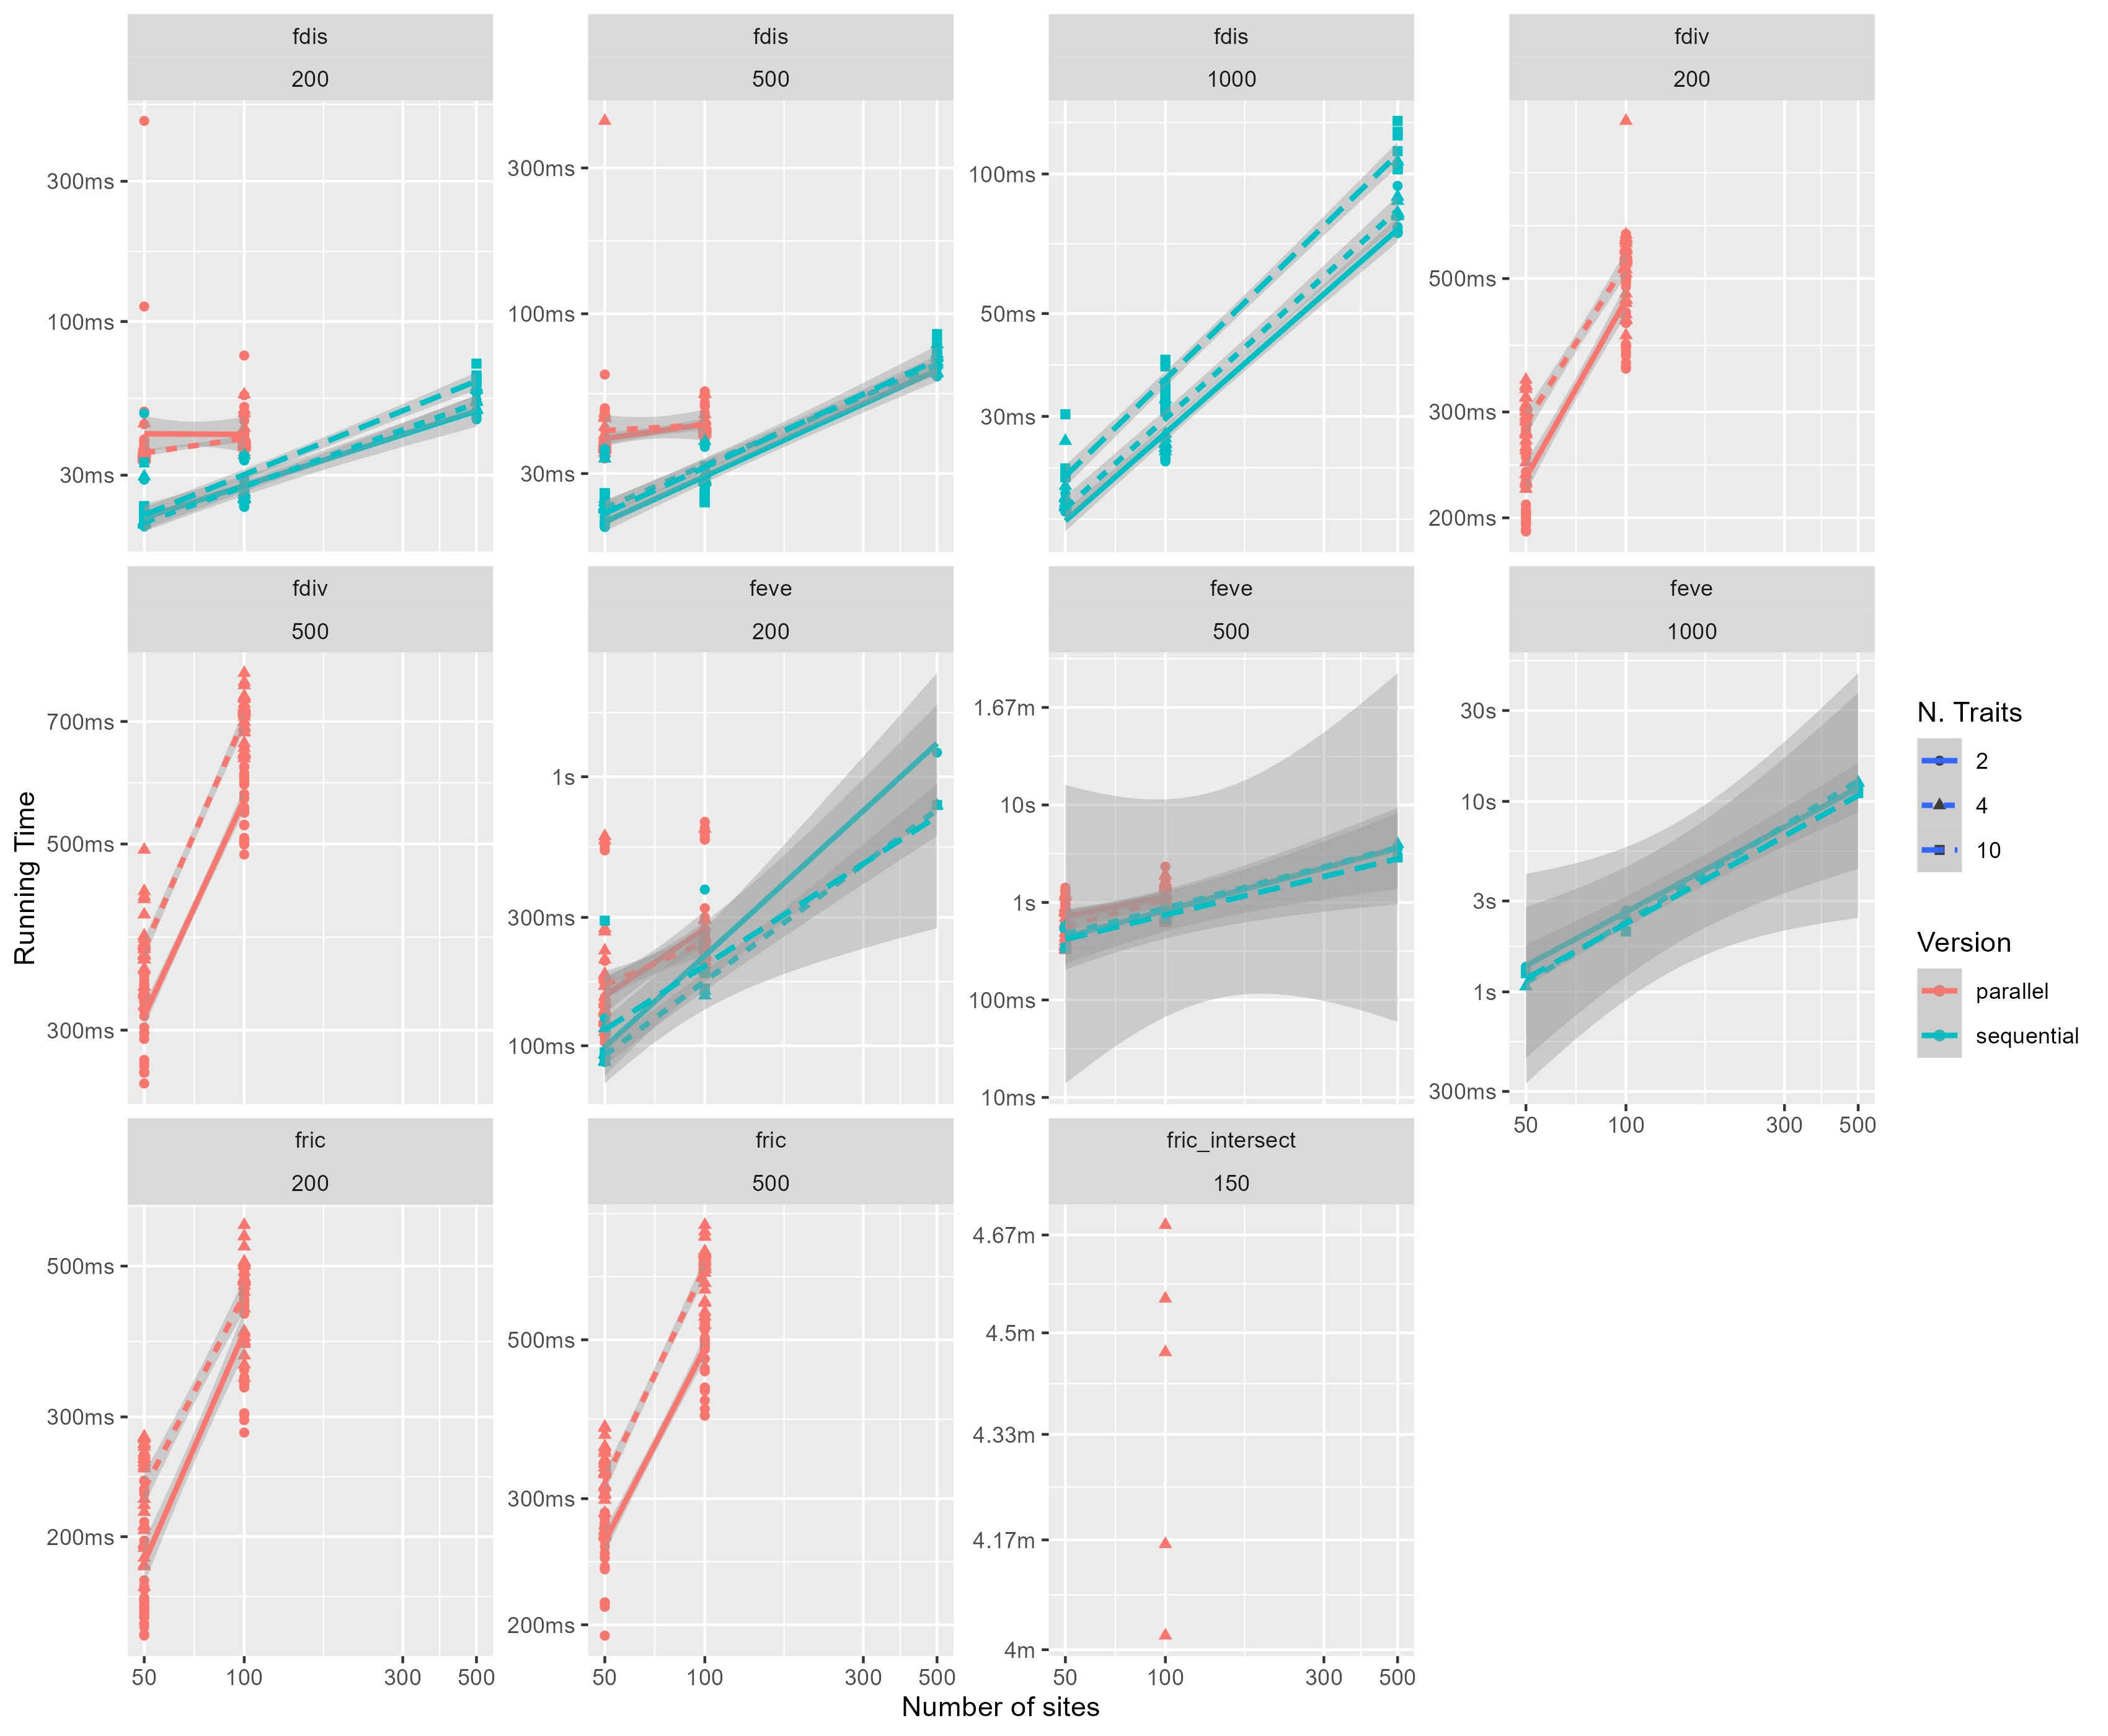 fdis
200
fdis
500
fdis
1000
fdiv
200
300ms
100ms
30ms
300ms
100ms
30ms
100ms
50ms
30ms
500ms
300ms
200ms
fdiv
500
feve
200
feve
500
feve
1000
700ms
500ms
300ms
1s
300ms
100ms
1.67m
10s
1s
100ms
10ms
30s
10s
3s
1s
300ms
50 100 300 500
fric
200
fric
500
fric_intersect
150
500ms
300ms
200ms
500ms
300ms
200ms
4.67m
4.5m
4.33m
4.17m
4m
50 100 300 500
50 100 300 500
50 100 300 500
Number of sites
Running Time
N. Traits
2
4
10
Version
parallel
sequential